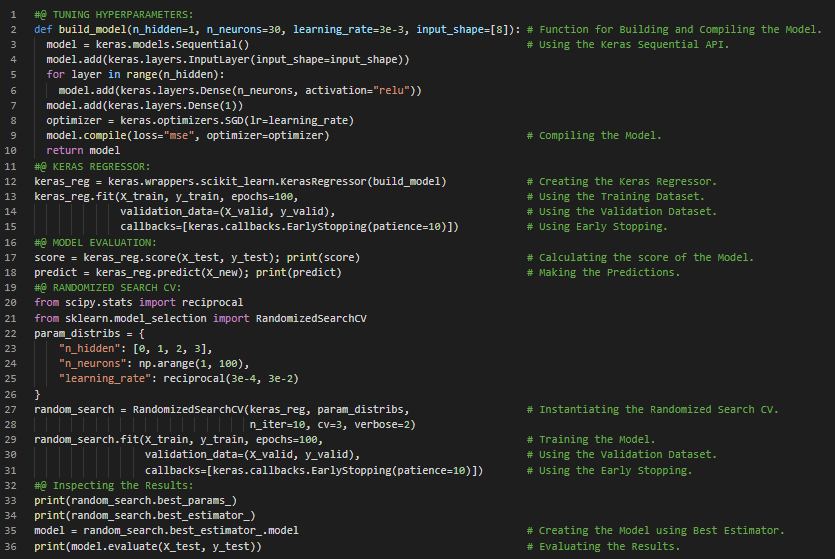 1 #@ TUNING HYPERPARAMETERS:
2 def build_model(n_hidden=1, n_neurons=30, learning_rate=3e-3, input_shape=[8]): # Function for Building and Compiling the Model.
3 model = keras.models.Sequential() # Using the Keras Sequential API.
4 model.add(keras.layers.InputLayer(input_shape=input_shape))
5 for layer in range(n_hidden):
6 model.add(keras.layers.Dense(n_neurons, activation="relu"))
7 model.add(keras.layers.Dense(1))
8 optimizer = keras.optimizers.SGD(lr=learning_rate)
9 model.compile(loss="mse", optimizer=optimizer) # Compiling the Model.
10 return model
11 #@ KERAS REGRESSOR:
12 keras_reg = keras.wrappers.scikit_learn.KerasRegressor(build_model) # Creating the Keras Regressor.
13 keras_reg.fit(X_train, y_train, epochs=100, # Using the Training Dataset.
14 validation_data=(X_valid, y_valid), # Using the Validation Dataset.
15 callbacks=[keras.callbacks.EarlyStopping(patience=10)]) # Using Early Stopping.
16 #@ MODEL EVALUATION:
17 score = keras_reg.score(X_test, y_test); print(score) # Calculating the score of the Model.
18 predict = keras_reg.predict(X_new); print(predict) # Making the Predictions.
19 #@ RANDOMIZED SEARCH CV:
20 from scipy.stats import reciprocal
21 from sklearn.model_selection import RandomizedSearchCV
22 param_distribs = {
23 "n_hidden": [0, 1, 2, 3],
24 "n_neurons": np.arange(1, 100),
25 "learning_rate": reciprocal(3e-4, 3e-2)
26 }
27 random_search = RandomizedSearchCV(keras_reg, param_distribs, # Instantiating the Randomized Search CV.
28 n_iter=10, cv=3, verbose=2)
29 random_search.fit(X_train, y_train, epochs=100, # Training the Model.
30 validation_data=(X_valid, y_valid), # Using the Validation Dataset.
31 callbacks=[keras.callbacks.EarlyStopping(patience=10)]) # Using the Early Stopping.
32 #@ Inspecting the Results:
33 print(random_search.best_params_)
34 print(random_search.best_estimator_)
35 model = random_search.best_estimator_.model # Creating the Model using Best Estimator.
36 print(model.evaluate(X_test, y_test)) # Evaluating the Results.